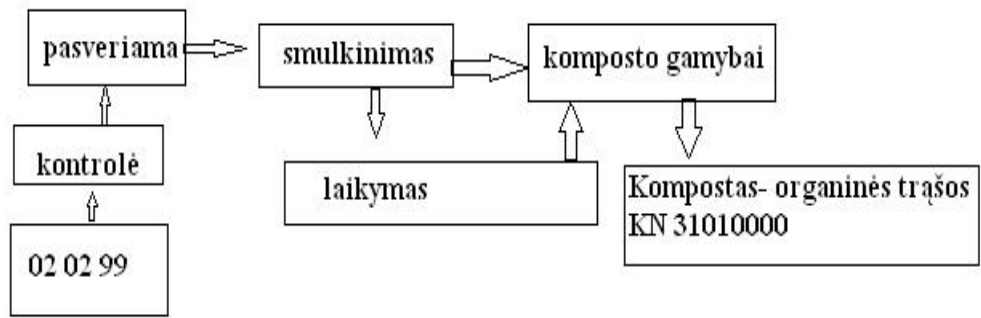 pasveriama
smulkinimas
komposto gamybai
kontrolė
laikymas
Kompostas- organinės trąšos
KN 31010000
02 02 99